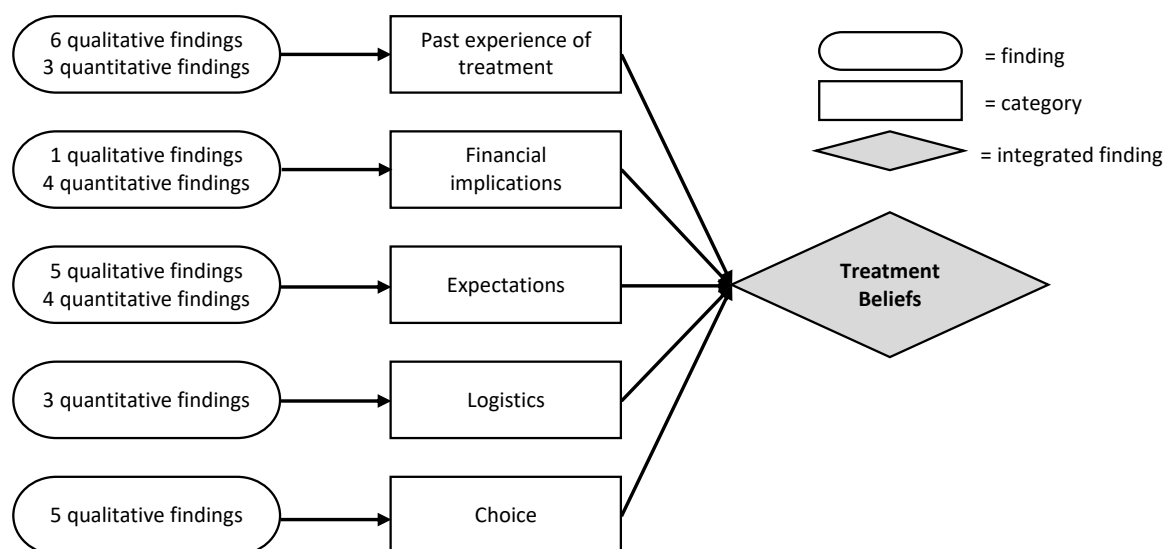 6 qualitative findings
3 quantitative findings
Past experience of
treatment
= finding
= category
= integrated finding
1 qualitative findings
4 quantitative findings
Financial
implications
5 qualitative findings
4 quantitative findings
Expectations
Treatment
Beliefs
3 quantitative findings
Logistics
5 qualitative findings
Choice